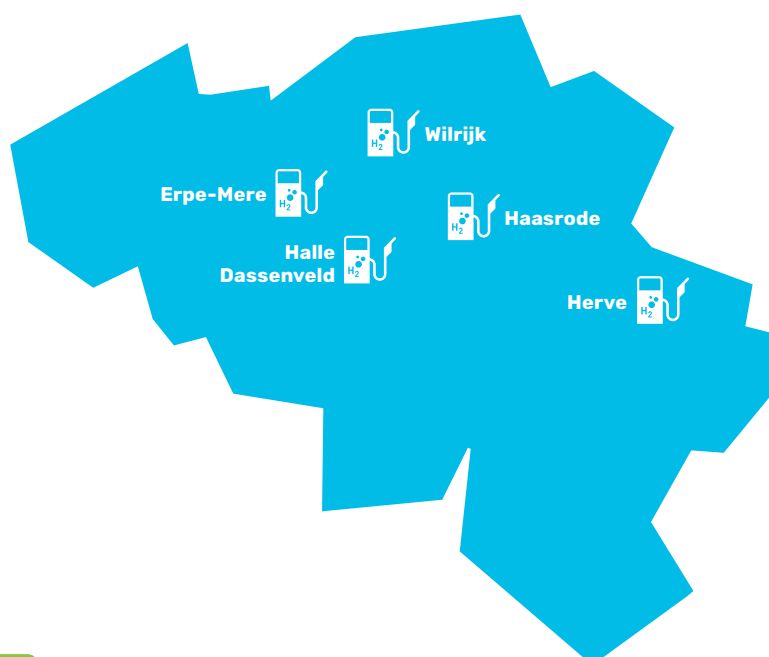 H2
Wilrijk
Erpe-Mere
H2
H2
Haasrode
Halle
Dassenveld
H2
Herve
H2